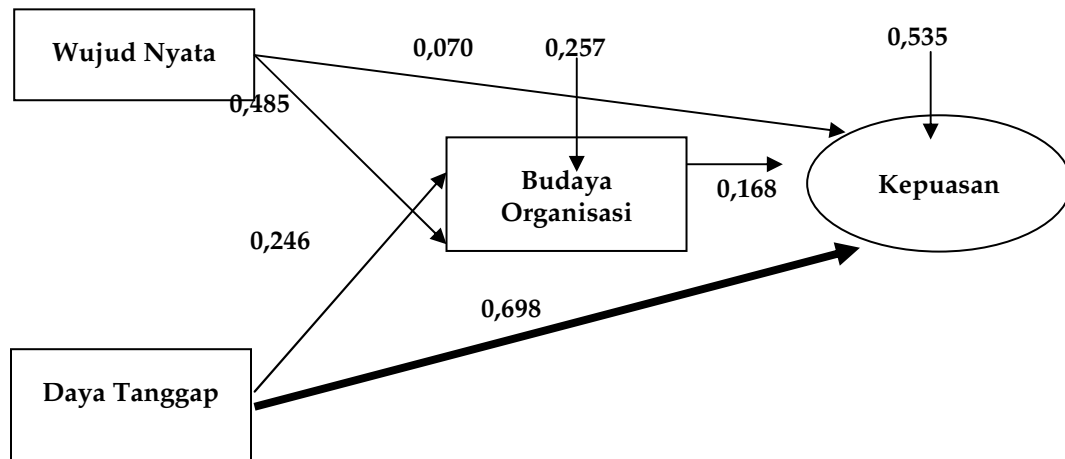 0,535
0,070
0,257
Wujud Nyata
0,485
Budaya
Organisasi
0,168
Kepuasan
0,246
0,698
Daya Tanggap